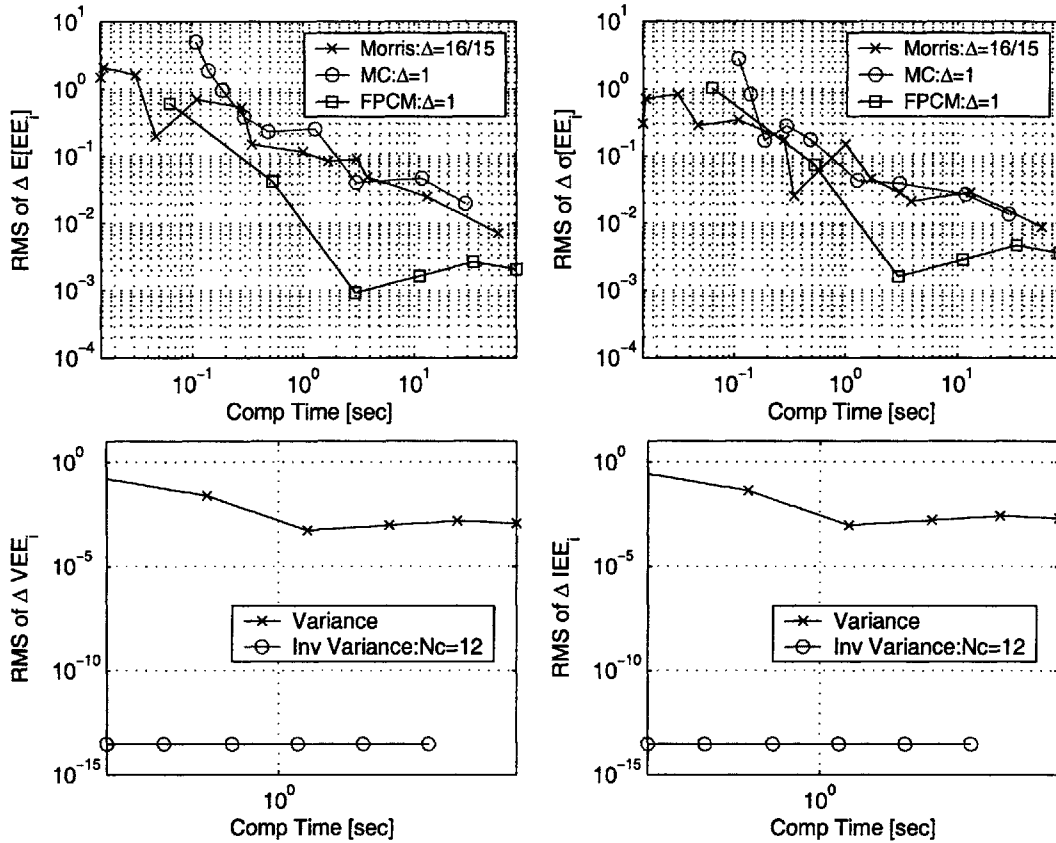 10^1
10^0
10^-1
10^-2
10^-3
10^-4
RMS of Δ E[EE_i]
Morris:Δ=16/15
MC:Δ=1
FPCM:Δ=1
10^-1
10^0
10^1
Comp Time [sec]
10^1
10^0
10^-1
10^-2
10^-3
10^-4
RMS of Δ σ[EE_i]
Morris:Δ=16/15
MC:Δ=1
FPCM:Δ=1
10^-1
10^0
10^1
Comp Time [sec]
10^0
10^-5
10^-10
10^-15
RMS of Δ VEE_i
Variance
Inv Variance:Nc=12
10^0
Comp Time [sec]
10^0
10^-5
10^-10
10^-15
RMS of Δ IEE_i
Variance
Inv Variance:Nc=12
10^0
Comp Time [sec]